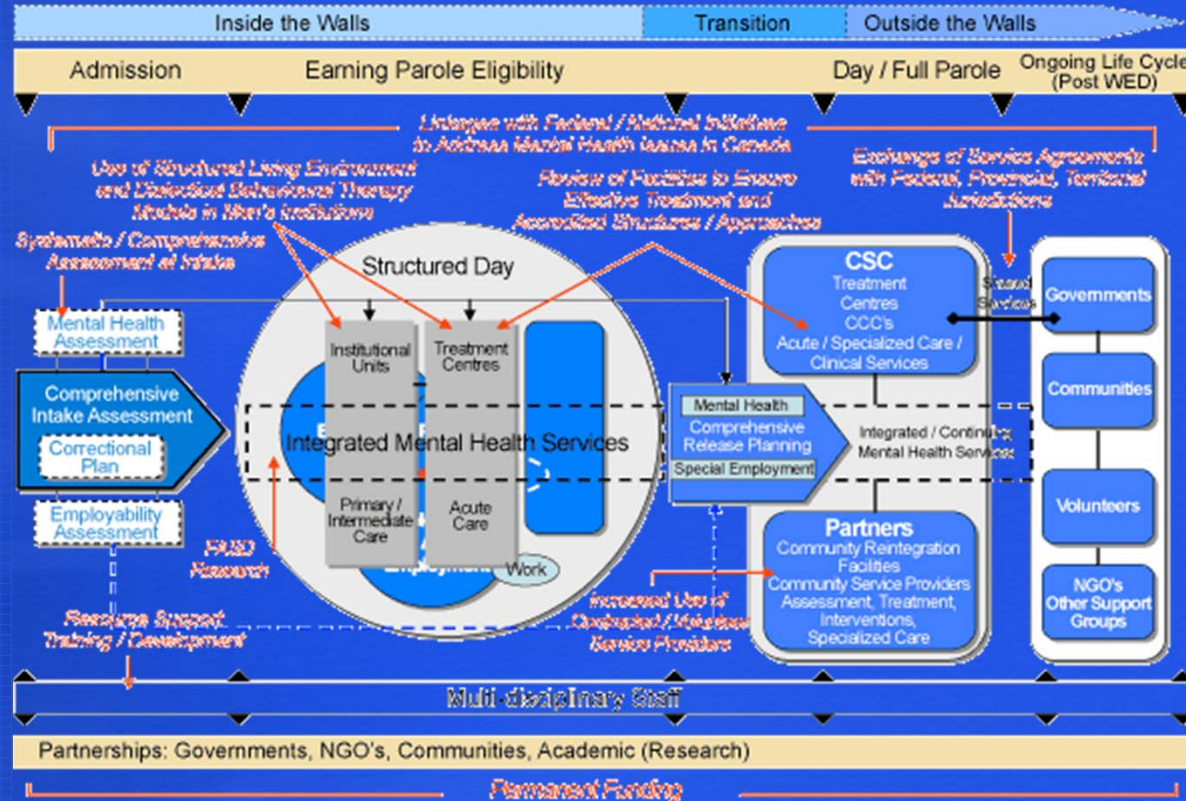 Inside the Walls
Transition
Outside the Walls
Admission
Earning Parole Eligibility
Day / Full Parole
Ongoing Life Cycle
(Post WED)
Linkages with Federal / National Initiatives
to Address Mental Health Issues in Canada
Use of Structured Living Environment
and Dialectical Behavioural Therapy
Models in Men's Institutions
Review of Facilities to Ensure
Effective Treatment and
Accredited Structures / Approaches
Exchange of Service Agreements
with Federal, Provincial, Territorial
Jurisdictions
Systematic / Comprehensive
Assessment at Intake
Mental Health
Assessment
Comprehensive
Intake Assessment
Correctional
Plan
Employability
Assessment
Structured Day
Institutional
Units
Treatment
Centres
Integrated Mental Health Services
Primary /
Intermediate
Care
Acute
Care
Employment
Work
FASD
Research
Resource Support
Training / Development
Mental Health
Comprehensive
Release Planning
Special Employment
Increased Use of
Contracted / Volunteer
Service Providers
CSC
Treatment
Centres
CCC's
Acute / Specialized Care /
Clinical Services
Integrated / Continuing
Mental Health Services
Partners
Community Reintegration
Facilities
Community Service Providers
Assessment, Treatment,
Interventions,
Specialized Care
Shared
Services
Governments
Communities
Volunteers
NGO's
Other Support
Groups
Multi-disciplinary Staff
Partnerships: Governments, NGO's, Communities, Academic (Research)
Permanent Funding